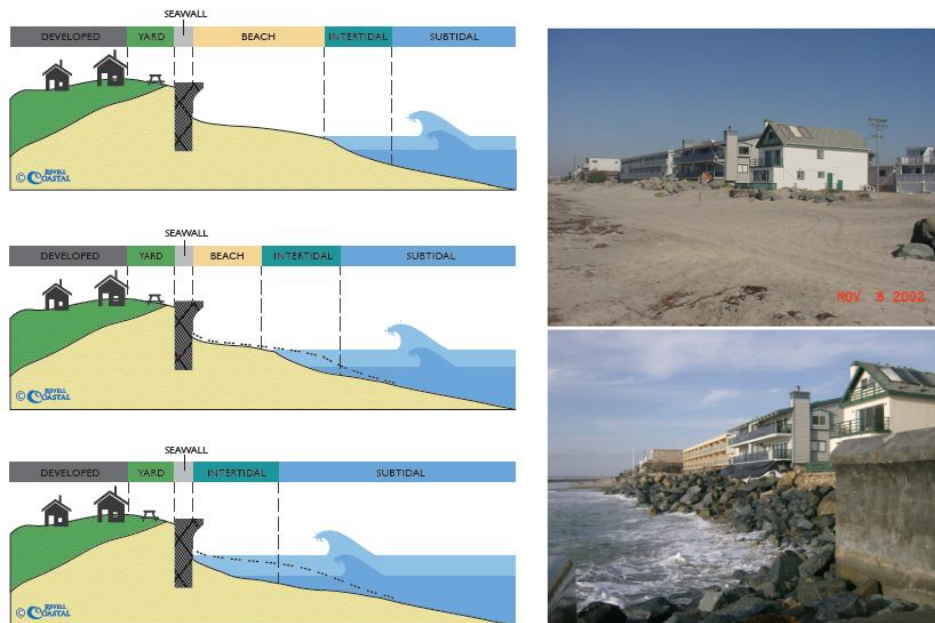 SEAWALL
DEVELOPED YARD BEACH INTERTIDAL SUBTIDAL
© REVELL COASTAL
SEAWALL
DEVELOPED YARD BEACH INTERTIDAL SUBTIDAL
© REVELL COASTAL
SEAWALL
DEVELOPED YARD INTERTIDAL SUBTIDAL
© REVELL COASTAL
NOV 8 2002